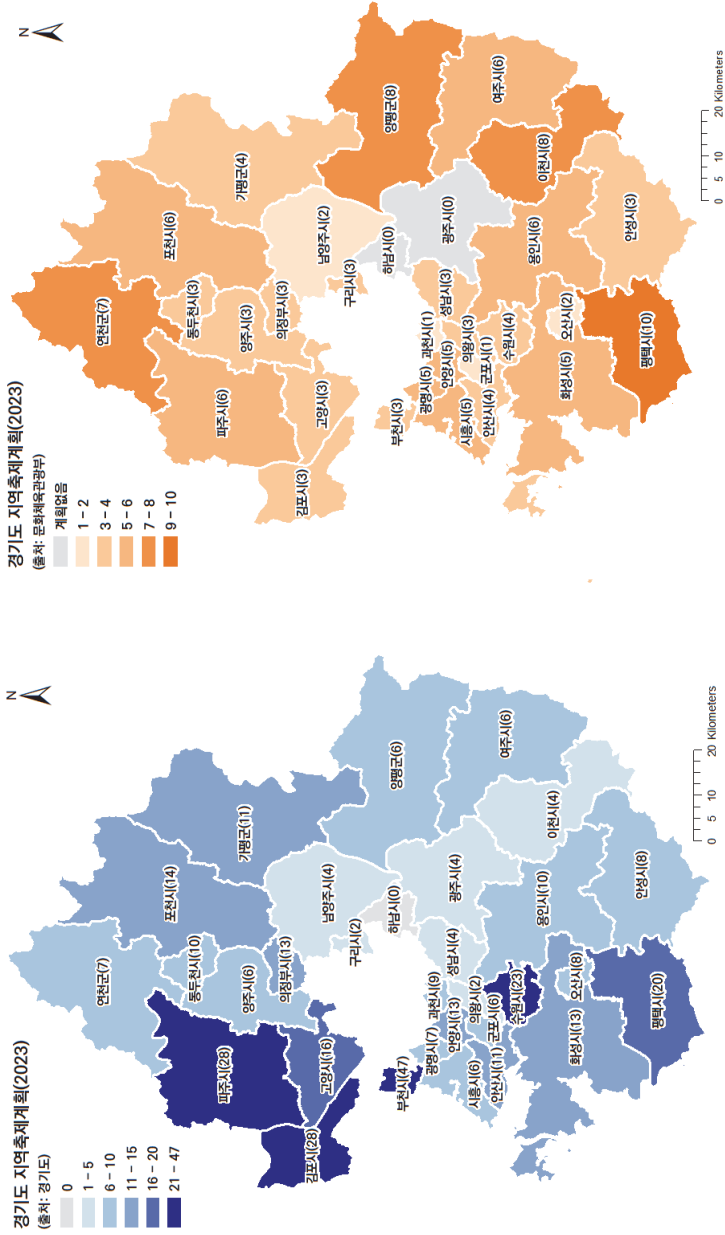 경기도 지역축제계획(2023)
(출처: 경기도)
0
1 – 5
6 – 10
11 – 15
16 – 20
21 – 47
N
연천군(7)
포천시(14)
가평군(11)
동두천시(10)
양주시(6)
의정부시(13)
파주시(28)
고양시(16)
김포시(28)
남양주시(4)
구리시(2)
하남시(0)
양평군(6)
여주시(6)
광주시(4)
이천시(4)
성남시(4)
용인시(10)
안성시(8)
부천시(47)
광명시(7)
과천시(9)
안양시(13)
의왕시(2)
군포시(6)
수원시(23)
시흥시(6)
안산시(11)
화성시(13)
오산시(8)
평택시(20)
0 5 10 20 Kilometers
경기도 지역축제계획(2023)
(출처: 문화체육관광부)
계획없음
1 – 2
3 – 4
5 – 6
7 – 8
9 – 10
N
연천군(7)
포천시(6)
가평군(4)
동두천시(3)
양주시(3)
의정부시(3)
파주시(6)
고양시(3)
김포시(3)
남양주시(2)
구리시(3)
하남시(0)
양평군(8)
여주시(6)
광주시(0)
이천시(8)
성남시(3)
용인시(6)
안성시(3)
부천시(3)
광명시(5)
과천시(1)
안양시(5)
의왕시(3)
군포시(1)
수원시(4)
시흥시(5)
안산시(4)
화성시(5)
오산시(2)
평택시(10)
0 5 10 20 Kilometers